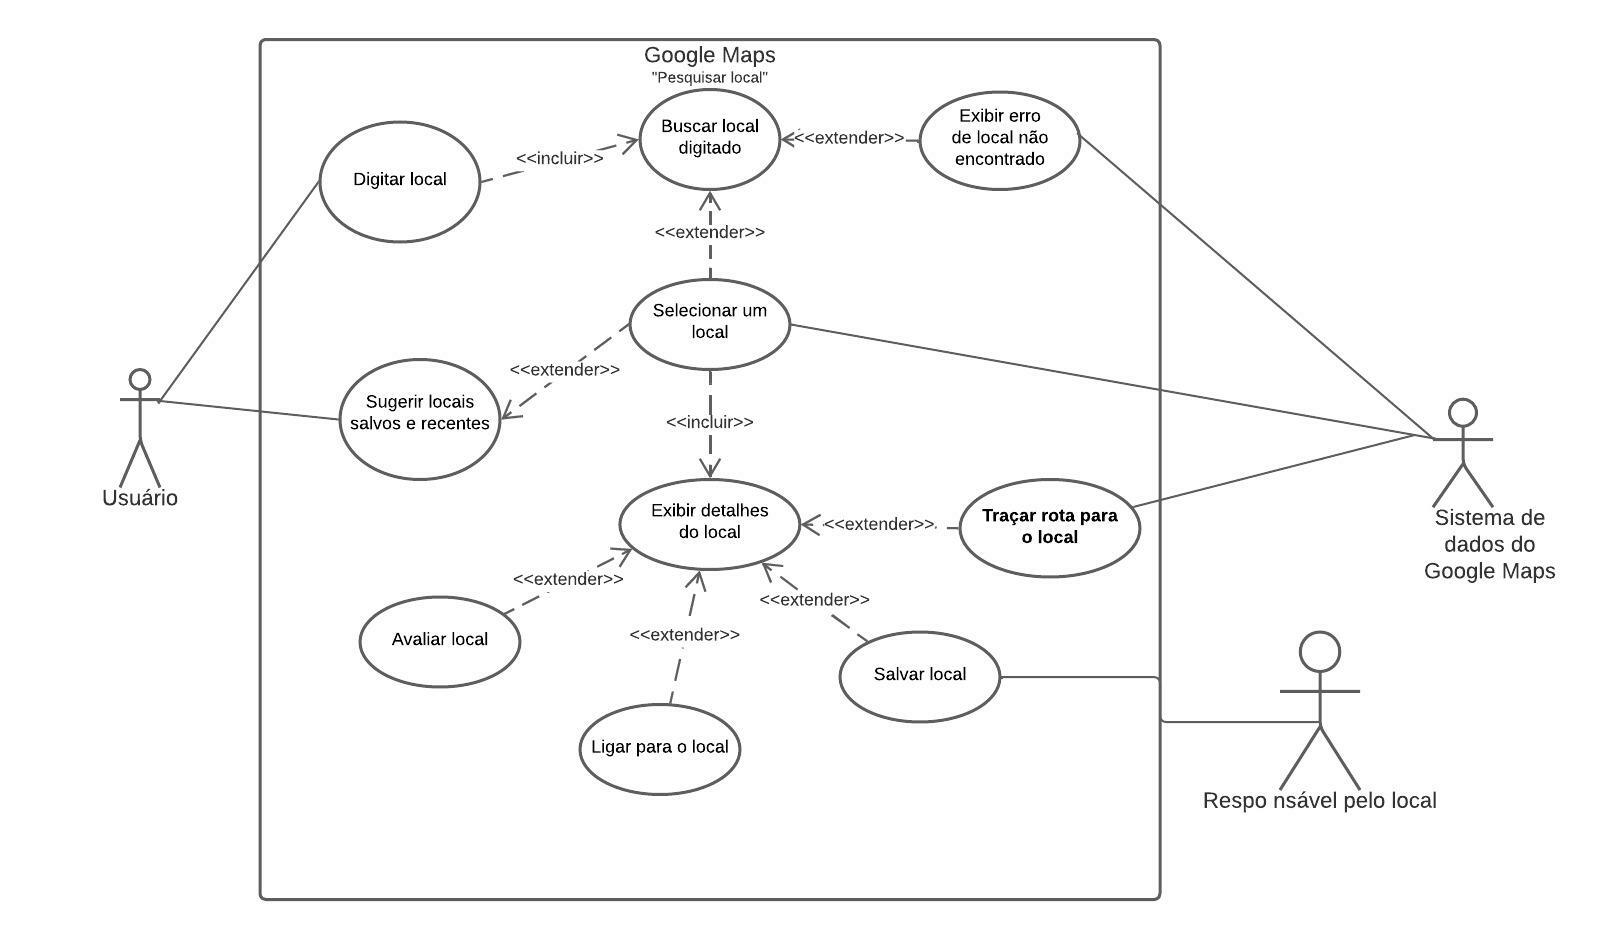 Google Maps
"Pesquisar local"
Buscar local
digitado
<<extender>>
Exibir erro
de local não
encontrado
<<incluir>>
Digitar local
<<extender>>
Selecionar um
local
<<extender>>
Sugerir locais
salvos e recentes
<<incluir>>
Usuário
Exibir detalhes
do local
<<extender>>
Traçar rota para
o local
Sistema de
dados do
Google Maps
<<extender>>
<<extender>>
<<extender>>
Avaliar local
Salvar local
Ligar para o local
Respo nsável pelo local